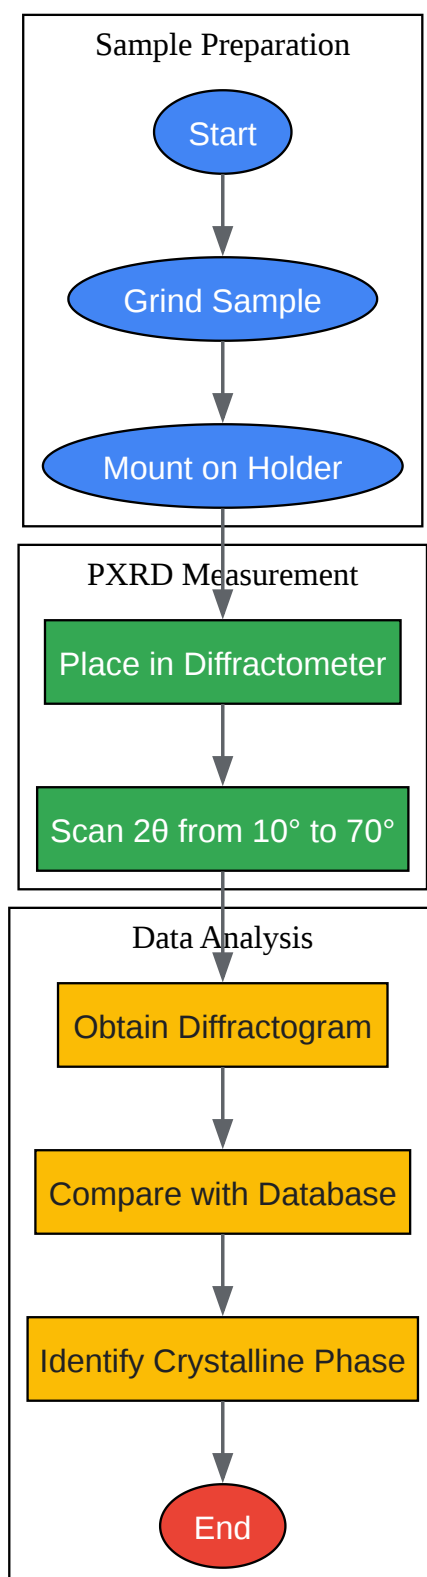 Sample Preparation
Start
Grind Sample
Mount on Holder
PXRD Measurement
Place in Diffractometer
Scan 2θ from 10° to 70°
Data Analysis
Obtain Diffractogram
Compare with Database
Identify Crystalline Phase
End